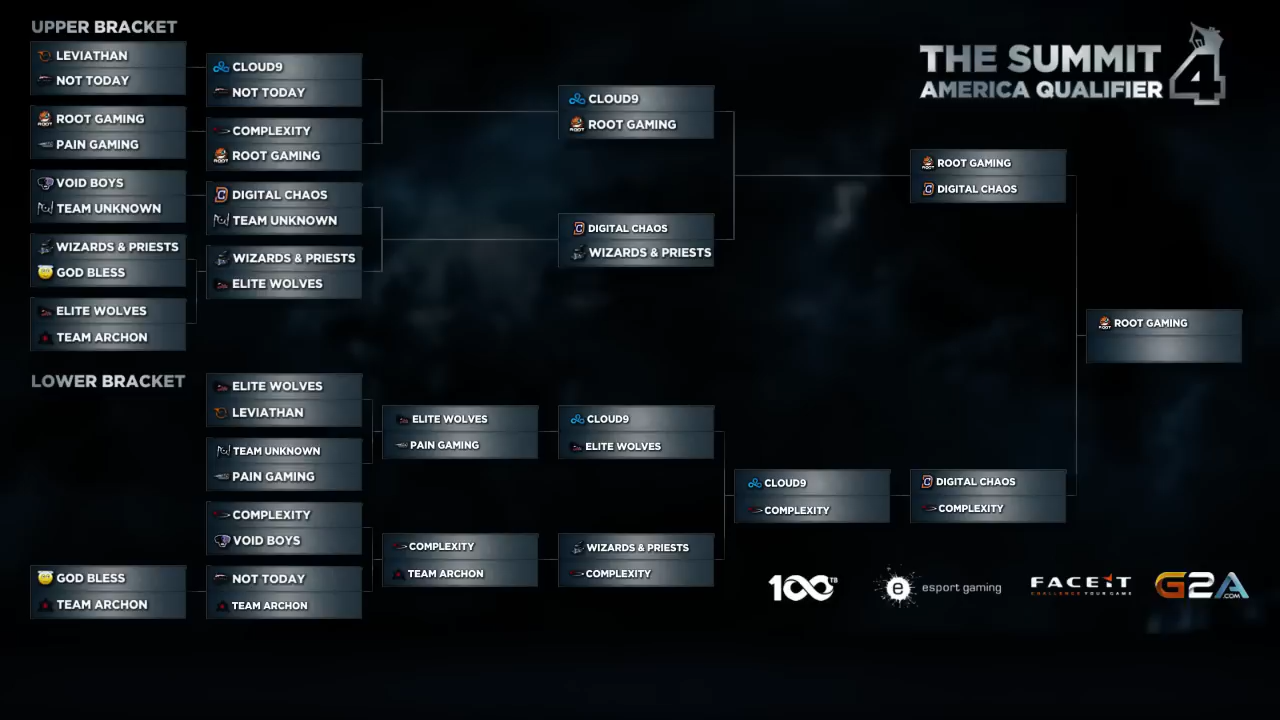 UPPER BRACKET
LEVIATHAN
NOT TODAY
ROOT GAMING
PAIN GAMING
VOID BOYS
TEAM UNKNOWN
WIZARDS & PRIESTS
GOD BLESS
ELITE WOLVES
TEAM ARCHON
CLOUD9
NOT TODAY
COMPLEXITY
ROOT GAMING
DIGITAL CHAOS
TEAM UNKNOWN
WIZARDS & PRIESTS
ELITE WOLVES
CLOUD9
ROOT GAMING
DIGITAL CHAOS
WIZARDS & PRIESTS
THE SUMMIT 4
AMERICA QUALIFIER
ROOT GAMING
DIGITAL CHAOS
ROOT GAMING
LOWER BRACKET
GOD BLESS
TEAM ARCHON
ELITE WOLVES
LEVIATHAN
TEAM UNKNOWN
PAIN GAMING
COMPLEXITY
VOID BOYS
NOT TODAY
TEAM ARCHON
ELITE WOLVES
PAIN GAMING
COMPLEXITY
TEAM ARCHON
CLOUD9
ELITE WOLVES
WIZARDS & PRIESTS
COMPLEXITY
CLOUD9
COMPLEXITY
DIGITAL CHAOS
COMPLEXITY
100TB
e esport gaming
FACEIT
CHALLENGE YOUR GAME
G2A
.COM